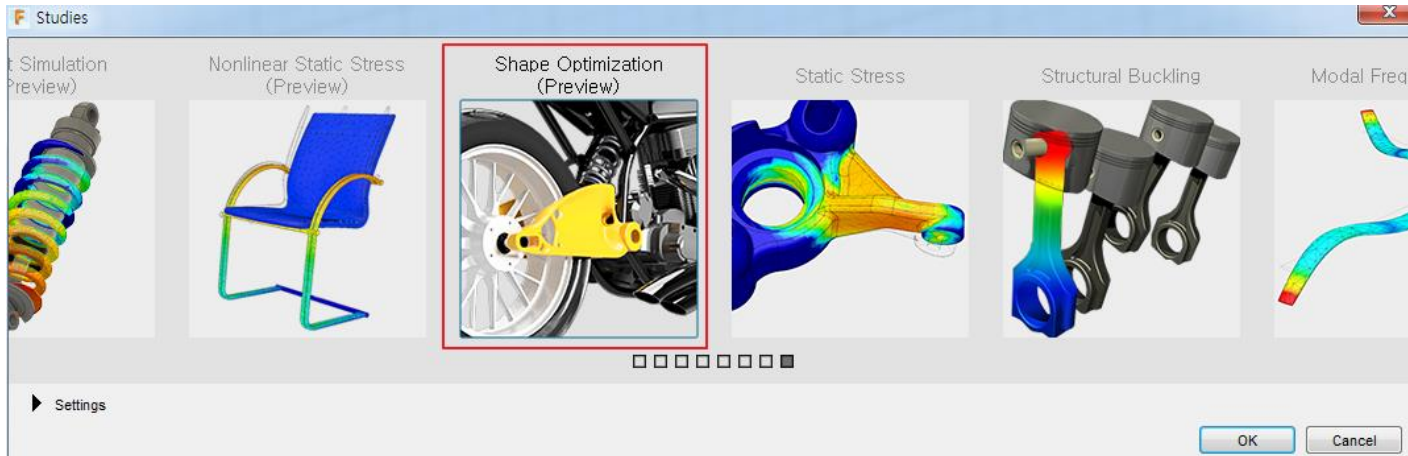 Studies
t Simulation
Preview)
Nonlinear Static Stress
(Preview)
Shape Optimization
(Preview)
Static Stress
Structural Buckling
Modal Freq
Settings
OK
Cancel